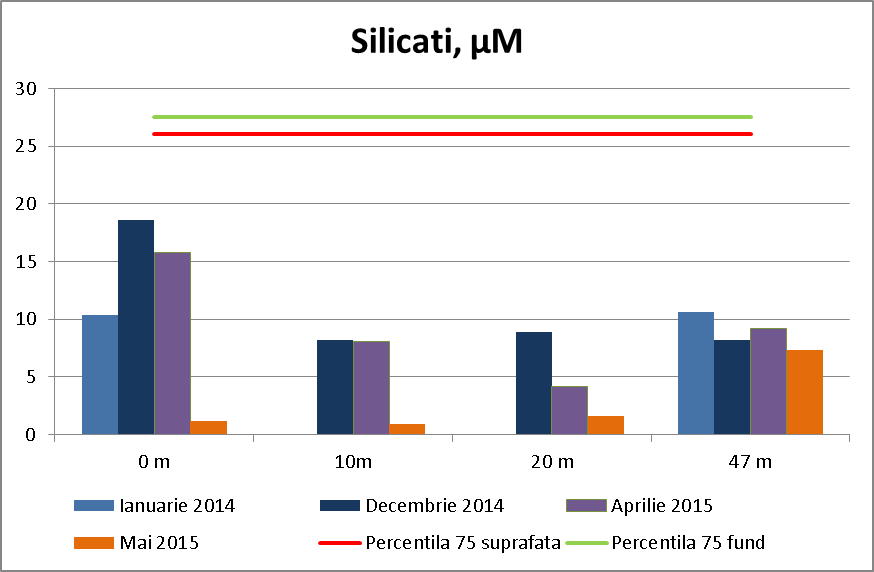 Silicati, µM
30
25
20
15
10
5
0
0 m 10m 20 m 47 m
Ianuarie 2014 Decembrie 2014 Aprilie 2015
Mai 2015 Percentila 75 suprafata Percentila 75 fund